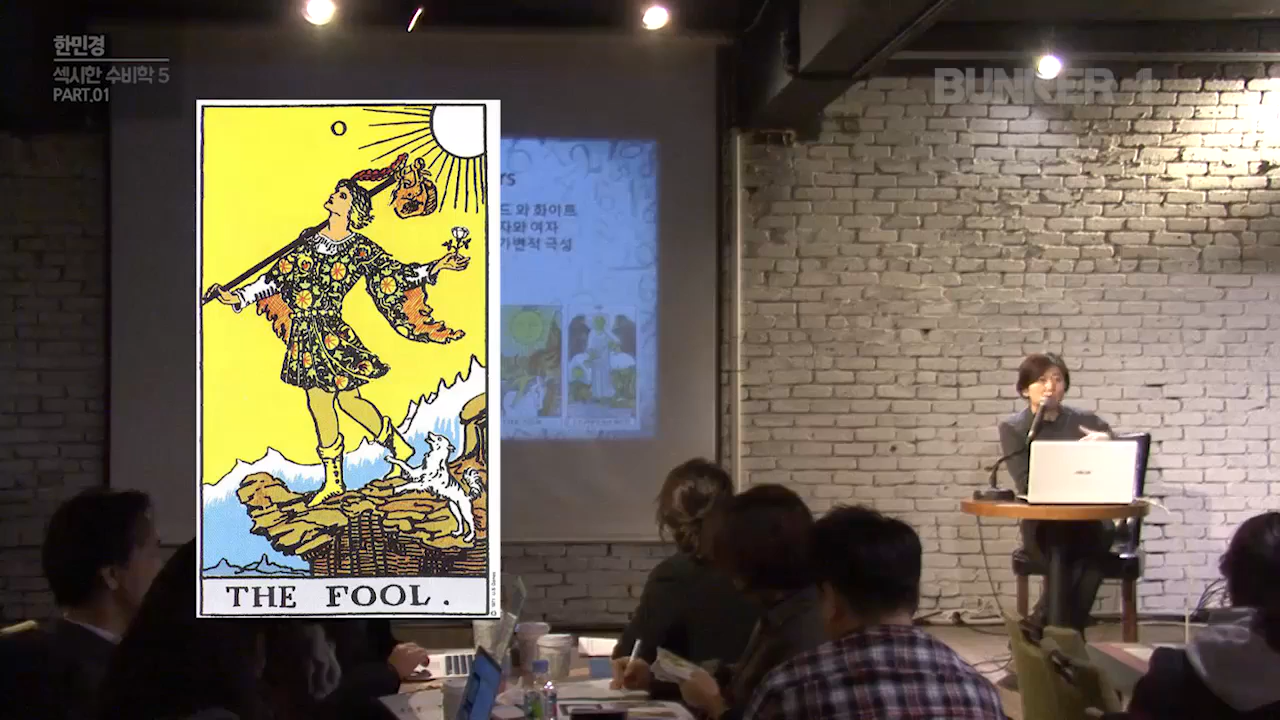 한민경
섹시한 수비학 5
PART.01
BUNKER 1
0
THE FOOL.
rs
드 와 화이트
자와 여자
가변적 극성
ASUS